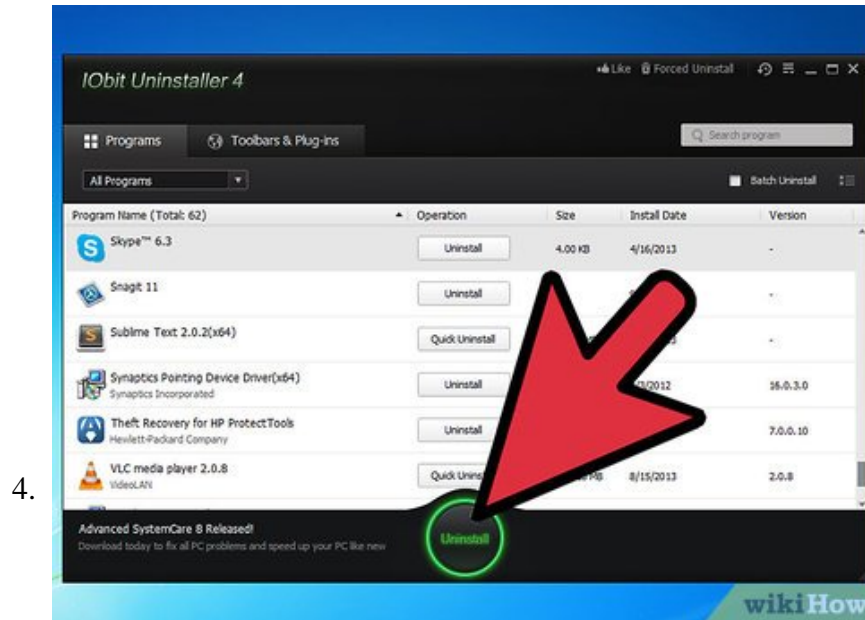 IObit Uninstaller 4
Like Forced Uninstall
Programs Toolbars & Plug-ins Search program
All Programs Batch Uninstall
Program Name (Total: 62) Operation Size Install Date Version
Skype™ 6.3 Uninstall 4.00 KB 4/16/2013 -
Snagit 11 Uninstall -
Sublime Text 2.0.2(x64) Quick Uninstall -
Synaptics Pointing Device Driver(x64) Uninstall 16.0.3.0
Synaptics Incorporated
Theft Recovery for HP ProtectTools Uninstall 7.0.0.10
Hewlett-Packard Company
VLC media player 2.0.8 Quick MB 8/15/2013 2.0.8
VideoLAN
4.
Advanced SystemCare 8 Released!
Download today to fix all PC problems and speed up your PC like new
Uninstall
wikiHow